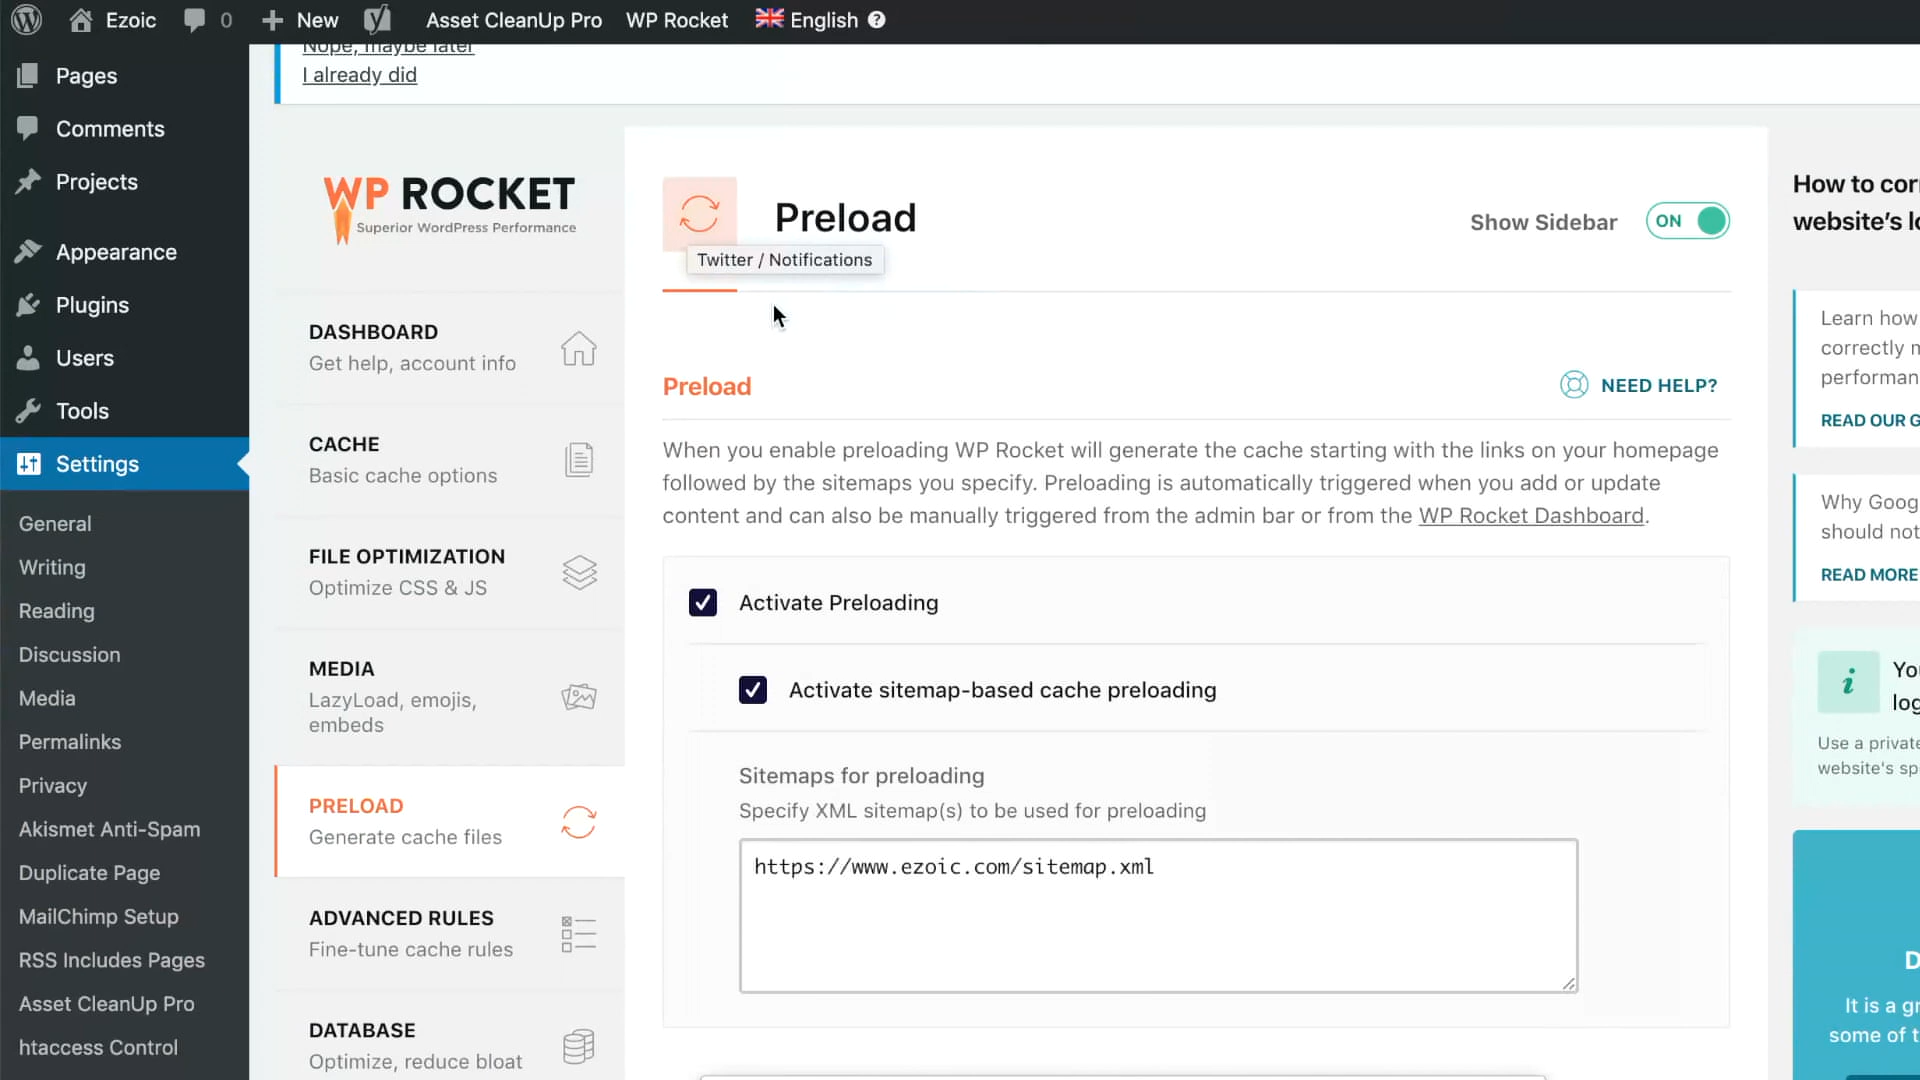 Ezoic
0
New
Asset CleanUp Pro
WP Rocket
English
Nope, maybe later
I already did
Pages
Comments
Projects
Appearance
Plugins
Users
Tools
Settings
General
Writing
Reading
Discussion
Media
Permalinks
Privacy
Akismet Anti-Spam
Duplicate Page
MailChimp Setup
RSS Includes Pages
Asset CleanUp Pro
htaccess Control
WP ROCKET
Superior WordPress Performance
DASHBOARD
Get help, account info
CACHE
Basic cache options
FILE OPTIMIZATION
Optimize CSS & JS
MEDIA
LazyLoad, emojis,
embeds
PRELOAD
Generate cache files
ADVANCED RULES
Fine-tune cache rules
DATABASE
Optimize, reduce bloat
Preload
Twitter / Notifications
Show Sidebar
ON
Preload
NEED HELP?
When you enable preloading WP Rocket will generate the cache starting with the links on your homepage
followed by the sitemaps you specify. Preloading is automatically triggered when you add or update
content and can also be manually triggered from the admin bar or from the WP Rocket Dashboard.
Activate Preloading
Activate sitemap-based cache preloading
Sitemaps for preloading
Specify XML sitemap(s) to be used for preloading
https://www.ezoic.com/sitemap.xml
How to cor
website's lo
Learn how
correctly m
performan
READ OUR G
Why Goog
should not
READ MORE
i
You
log
Use a private
website's sp
D
It is a gr
some of t